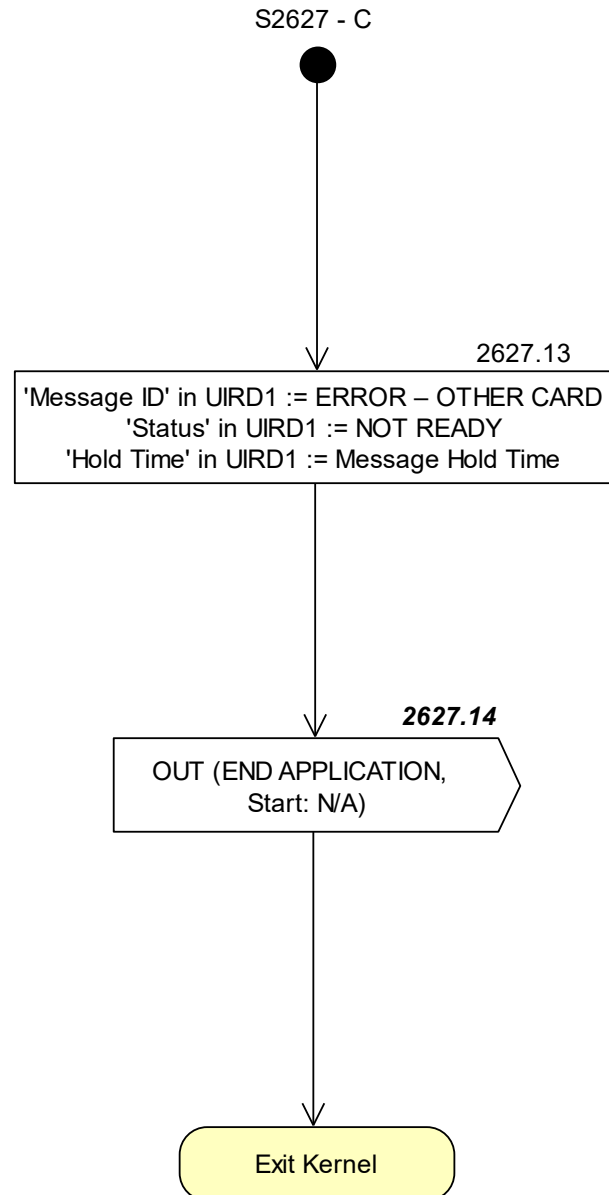 S2627 - C
2627.13
'Message ID' in UIRD1 := ERROR – OTHER CARD
'Status' in UIRD1 := NOT READY
'Hold Time' in UIRD1 := Message Hold Time
2627.14
OUT (END APPLICATION,
Start: N/A)
Exit Kernel